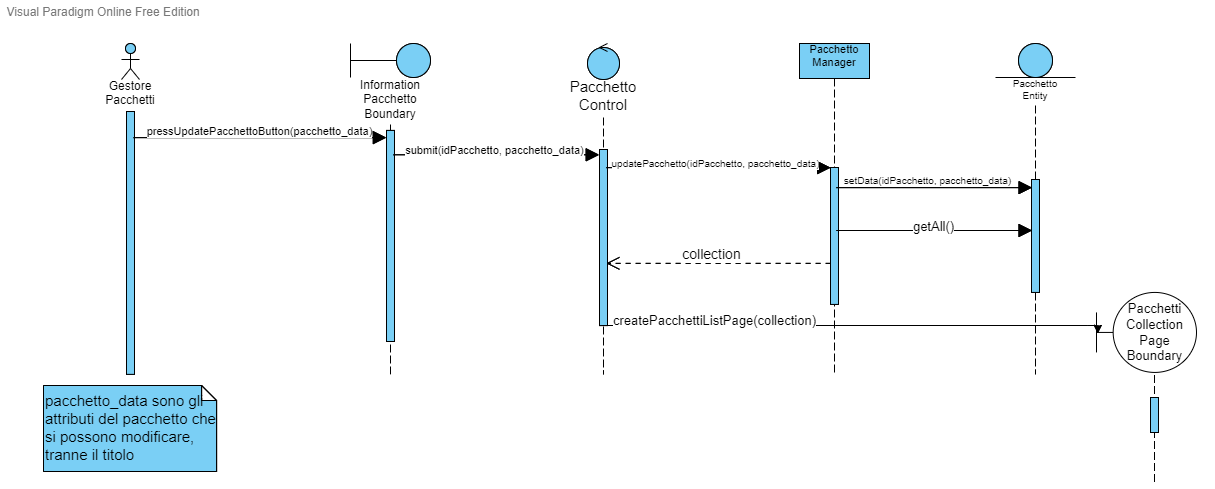 Visual Paradigm Online Free Edition
Gestore
Pacchetti
Information
Pacchetto
Boundary
Pacchetto
Control
Pacchetto
Manager
Pacchetto
Entity
pressUpdatePacchettoButton(pacchetto_data)
submit(idPacchetto, pacchetto_data)
updatePacchetto(idPacchetto, pacchetto_data)
setData(idPacchetto, pacchetto_data)
getAll()
collection
createPacchettiListPage(collection)
Pacchetti
Collection
Page
Boundary
pacchetto_data sono gli
attributi del pacchetto che
si possono modificare,
tranne il titolo